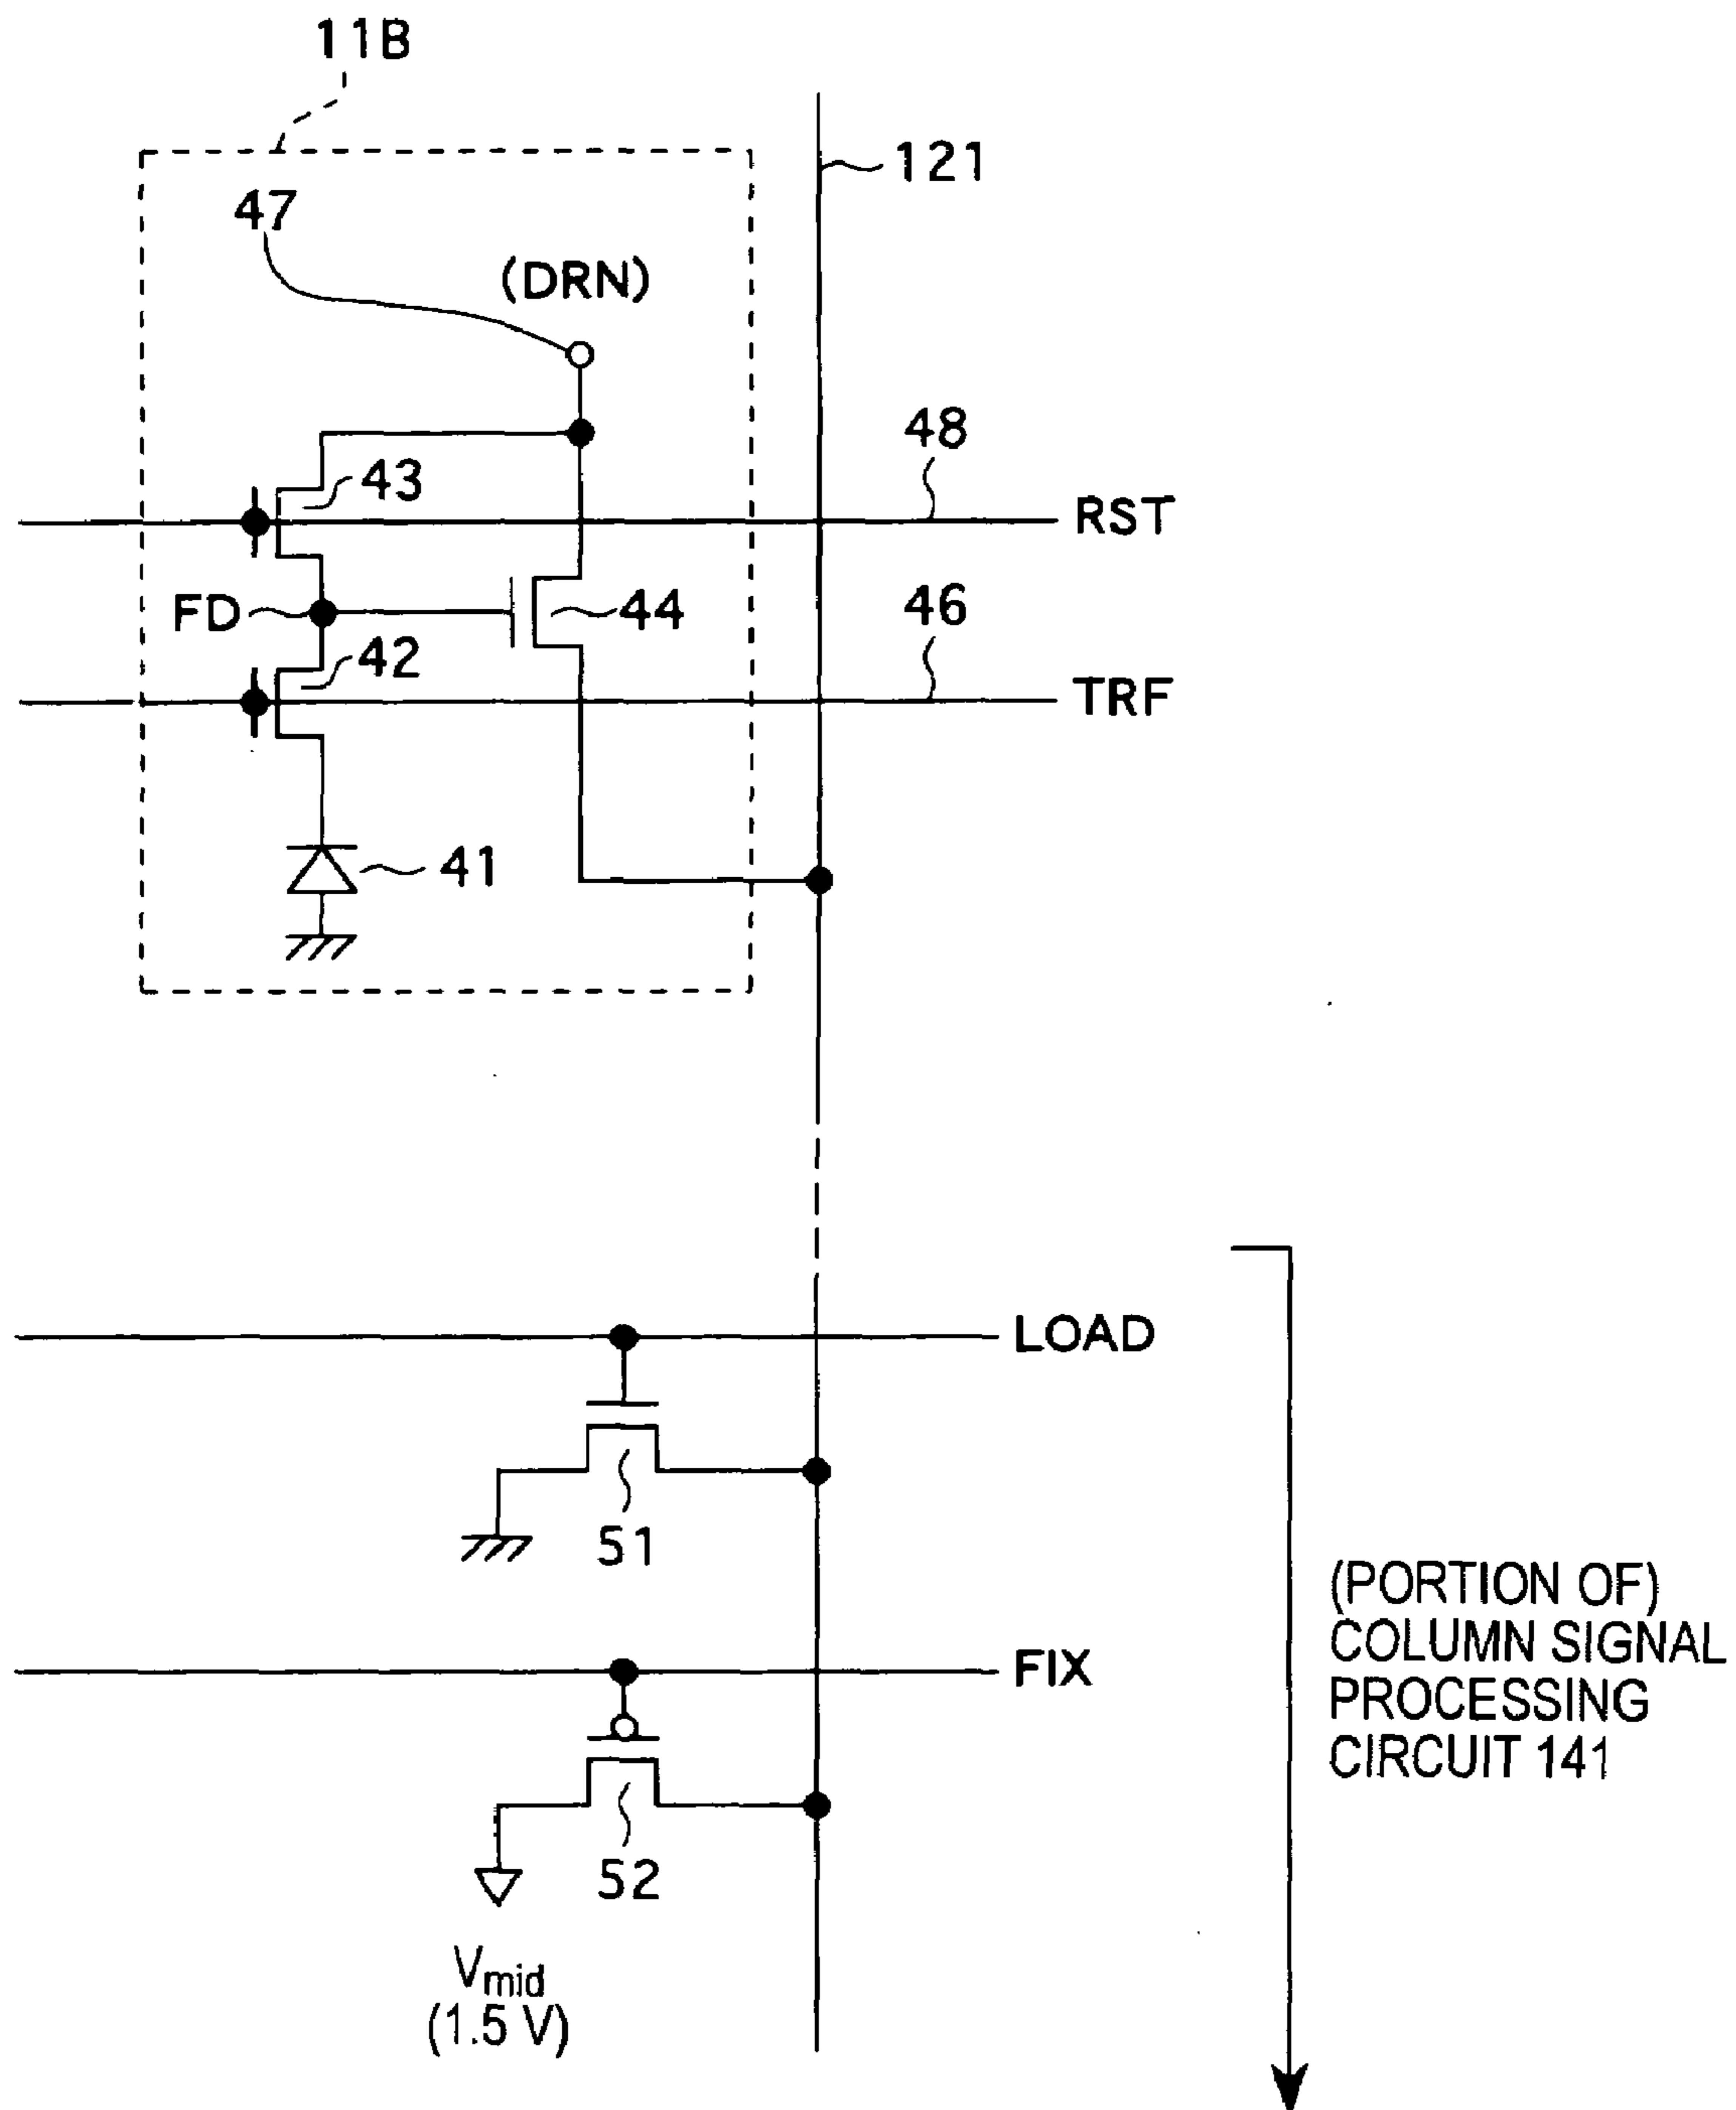 11B
121
47
(DRN)
48
43
RST
FD
44
46
42
TRF
41
LOAD
51
(PORTION OF)
COLUMN SIGNAL
PROCESSING
CIRCUIT 141
FIX
52
Vmid
(1.5 V)